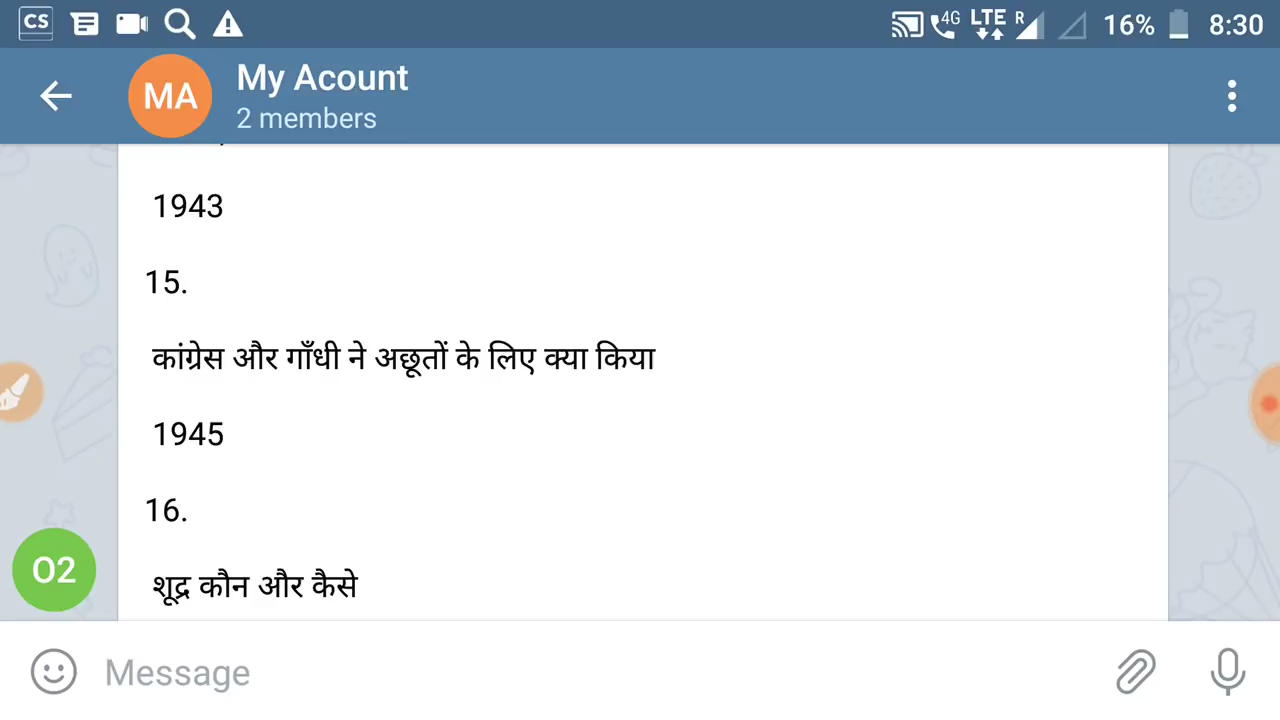 CS
4G
LTE
R
16%
8:30
MA
My Acount
2 members
1943
15.
कांग्रेस और गाँधी ने अछूतों के लिए क्या किया
1945
16.
O2
शूद्र कौन और कैसे
Message